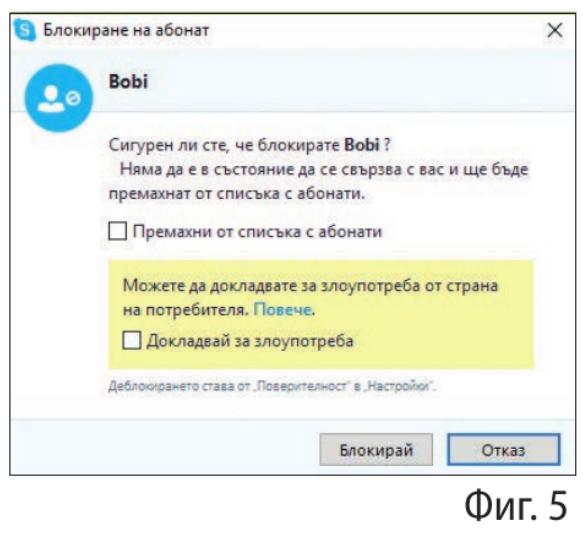 Блокиране на абонат
Bobi
Сигурен ли сте, че блокирате Bobi ?
Няма да е в състояние да се свързва с вас и ще бъде
премахнат от списъка с абонати.
Премахни от списъка с абонати
Можете да докладвате за злоупотреба от страна
на потребителя. Повече.
Докладвай за злоупотреба
Деблокирането става от „Поверителност" в „Настройки".
Блокирай Отказ
Фиг. 5